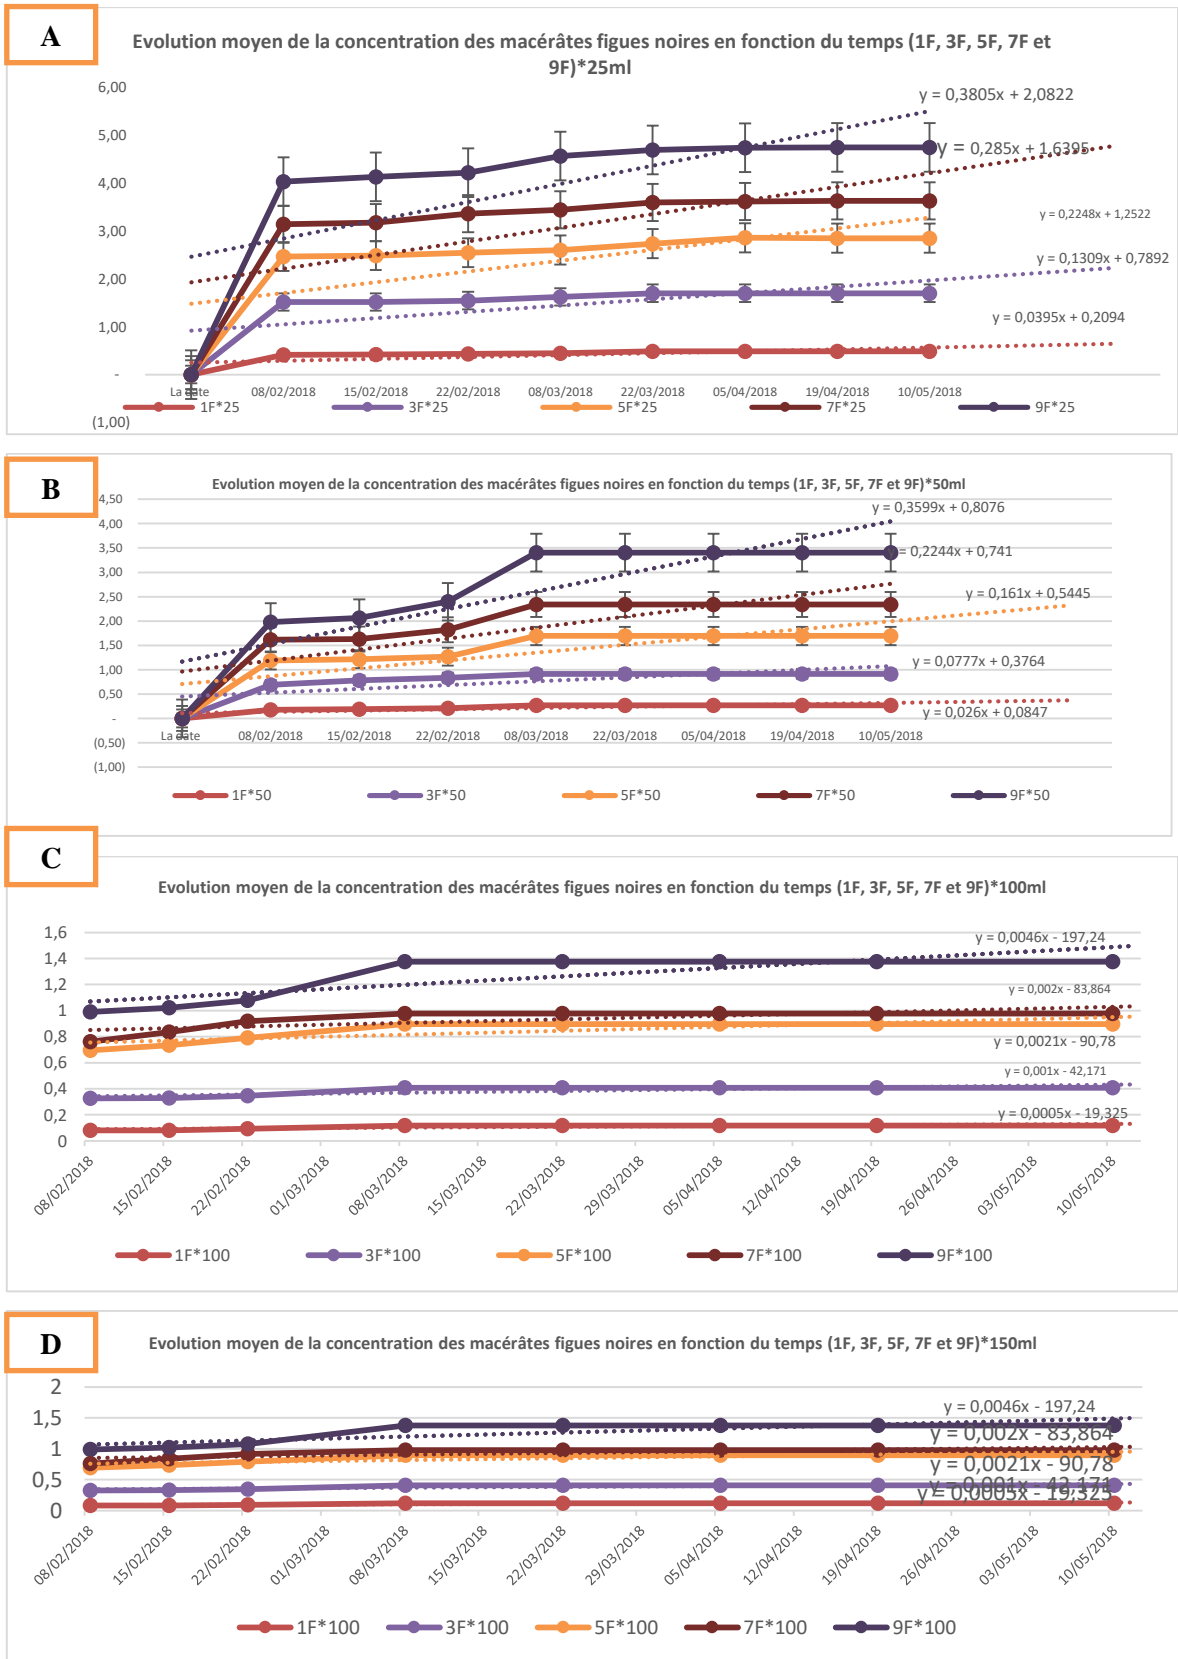 A
Evolution moyen de la concentration des macérâtes figues noires en fonction du temps (1F, 3F, 5F, 7F et
9F)*25ml
6,00
5,00
4,00
3,00
2,00
1,00
-
(1,00)
y = 0,3805x + 2,0822
y = 0,285x + 1,6395
y = 0,2248x + 1,2522
y = 0,1309x + 0,7892
y = 0,0395x + 0,2094
La date 08/02/2018 15/02/2018 22/02/2018 08/03/2018 22/03/2018 05/04/2018 19/04/2018 10/05/2018
1F*25 3F*25 5F*25 7F*25 9F*25
B
Evolution moyen de la concentration des macérâtes figues noires en fonction du temps (1F, 3F, 5F, 7F et 9F)*50ml
4,50
4,00
3,50
3,00
2,50
2,00
1,50
1,00
0,50
-
(0,50)
(1,00)
y = 0,3599x + 0,8076
y = 0,2244x + 0,741
y = 0,161x + 0,5445
y = 0,0777x + 0,3764
y = 0,026x + 0,0847
La date 08/02/2018 15/02/2018 22/02/2018 08/03/2018 22/03/2018 05/04/2018 19/04/2018 10/05/2018
1F*50 3F*50 5F*50 7F*50 9F*50
C
Evolution moyen de la concentration des macérâtes figues noires en fonction du temps (1F, 3F, 5F, 7F et 9F)*100ml
1,6
1,4
1,2
1
0,8
0,6
0,4
0,2
0
y = 0,0046x - 197,24
y = 0,002x - 83,864
y = 0,0021x - 90,78
y = 0,001x - 42,171
y = 0,0005x - 19,325
08/02/2018 15/02/2018 22/02/2018 01/03/2018 08/03/2018 15/03/2018 22/03/2018 29/03/2018 05/04/2018 12/04/2018 19/04/2018 26/04/2018 03/05/2018 10/05/2018
1F*100 3F*100 5F*100 7F*100 9F*100
D
Evolution moyen de la concentration des macérâtes figues noires en fonction du temps (1F, 3F, 5F, 7F et 9F)*150ml
2
1,5
1
0,5
0
y = 0,0046x - 197,24
y = 0,002x - 83,864
y = 0,0021x - 90,78
y = 0,001x - 42,171
y = 0,0005x - 19,325
08/02/2018 15/02/2018 22/02/2018 01/03/2018 08/03/2018 15/03/2018 22/03/2018 29/03/2018 05/04/2018 12/04/2018 19/04/2018 26/04/2018 03/05/2018 10/05/2018
1F*100 3F*100 5F*100 7F*100 9F*100